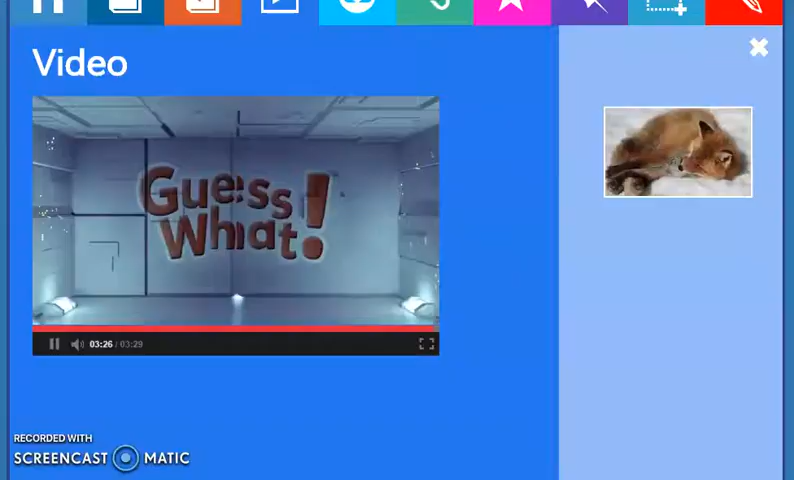 Video
Guess
What!
03:26 / 03:29
RECORDED WITH
SCREENCAST MATIC